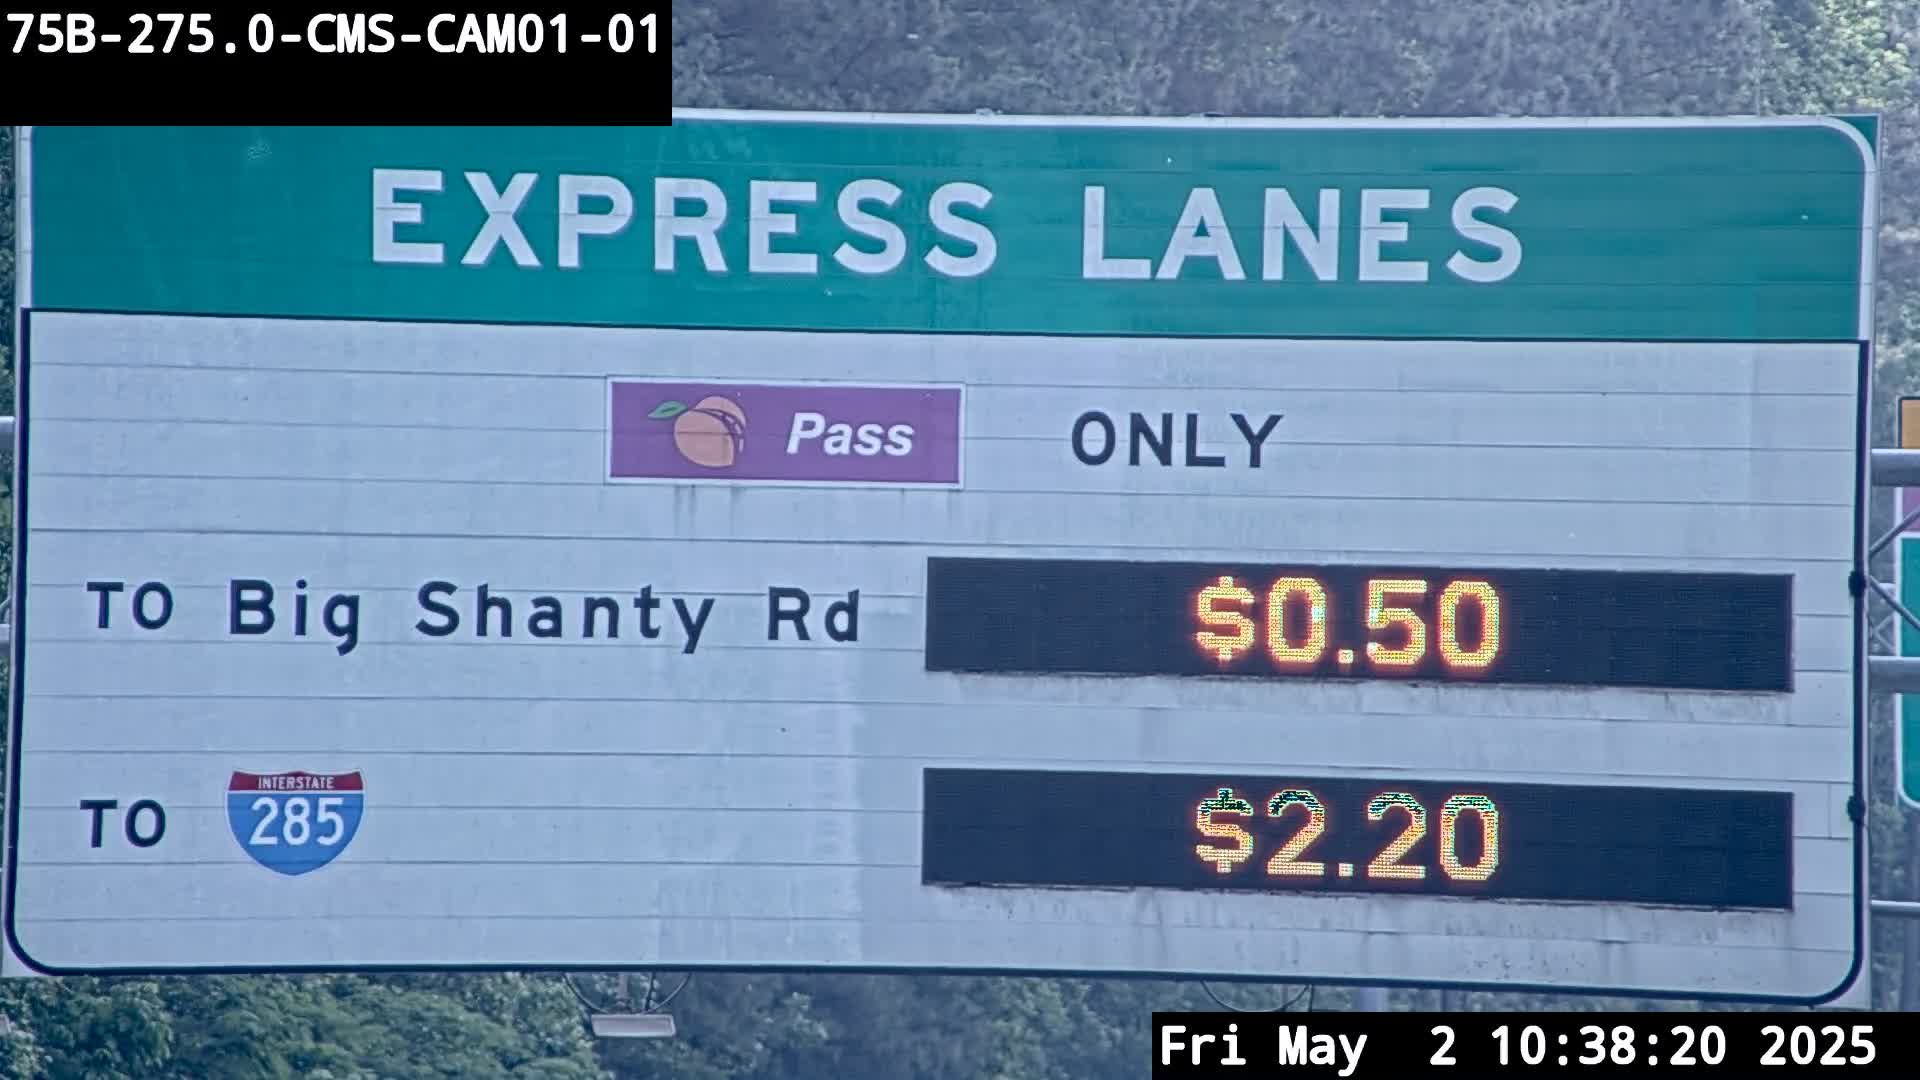 75B-275.0-CMS-CAM01-01
EXPRESS LANES
Pass ONLY
TO Big Shanty Rd $0.50
TO INTERSTATE 285 $2.20
Fri May 2 10:38:20 2025